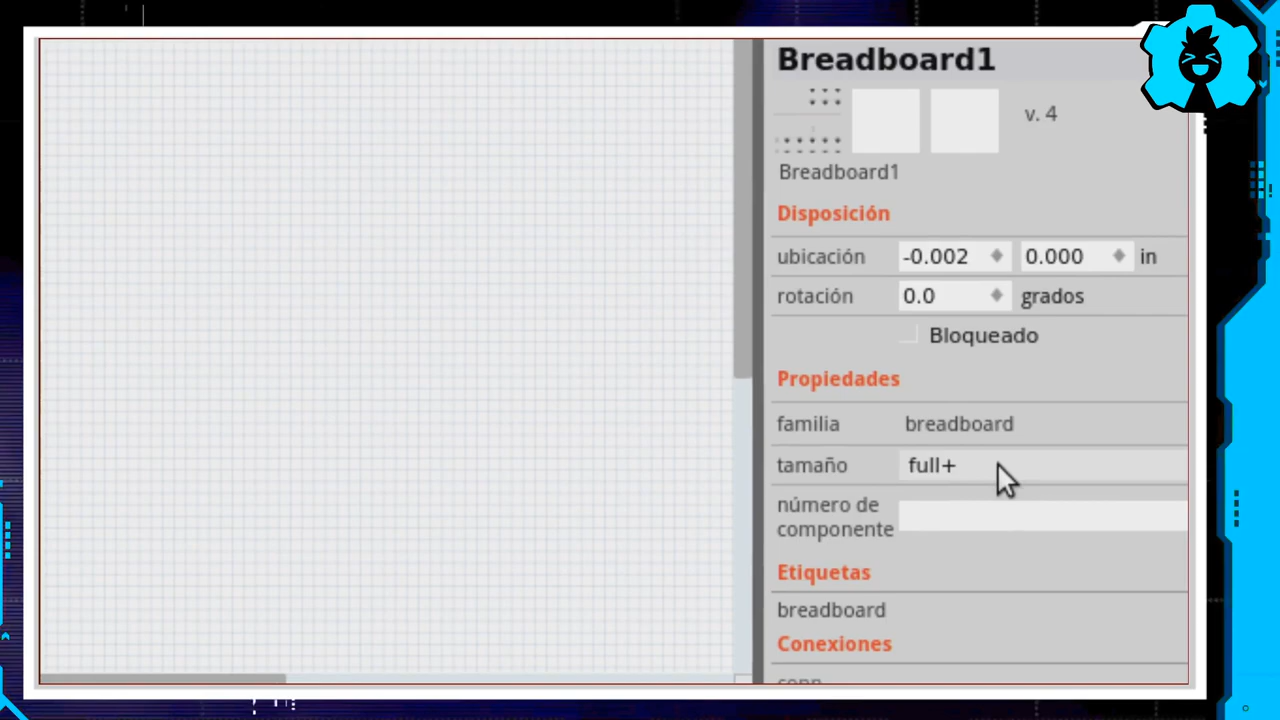 Breadboard1
v. 4
Breadboard1
Disposición
ubicación -0.002 0.000 in
rotación 0.0 grados
Bloqueado
Propiedades
familia breadboard
tamaño full+
número de
componente
Etiquetas
breadboard
Conexiones
conn